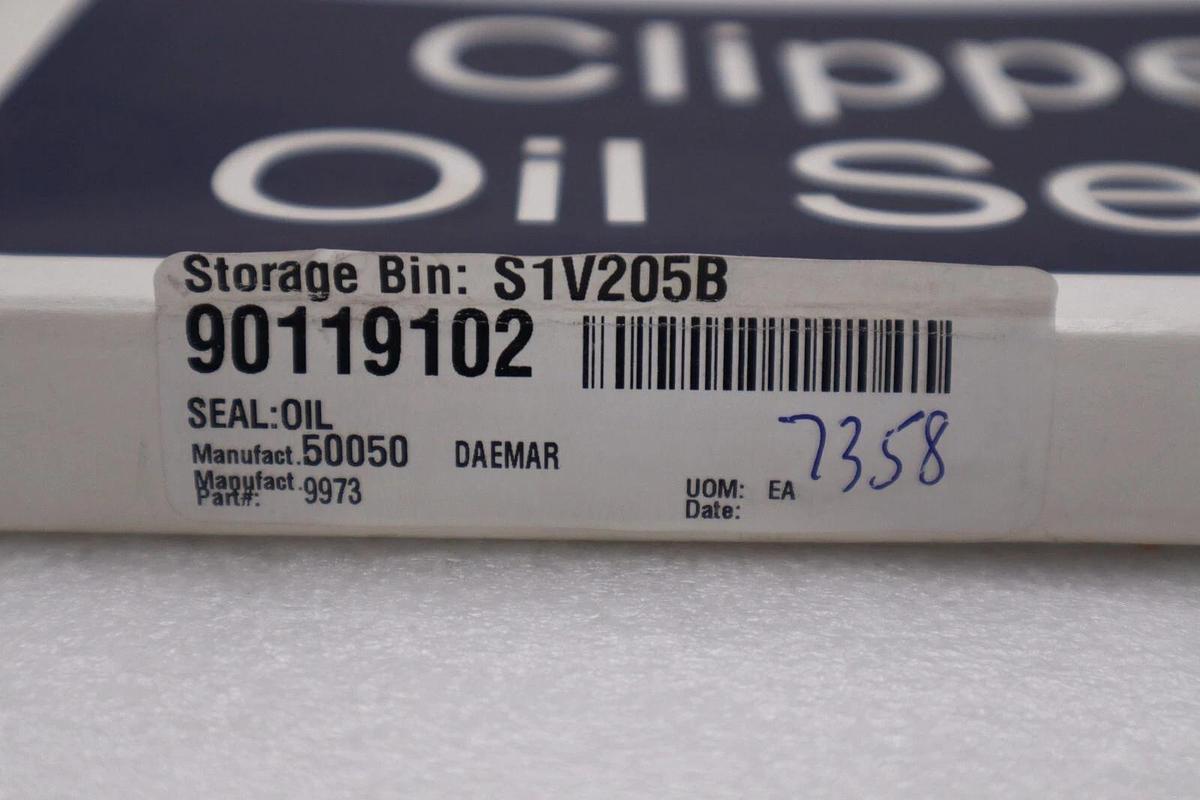 Clippe
Oil Se
Storage Bin: S1V205B
90119102
SEAL:OIL
Manufact. 50050 DAEMAR
Manufact. Part#: 9973
UOM: EA
Date:
7358